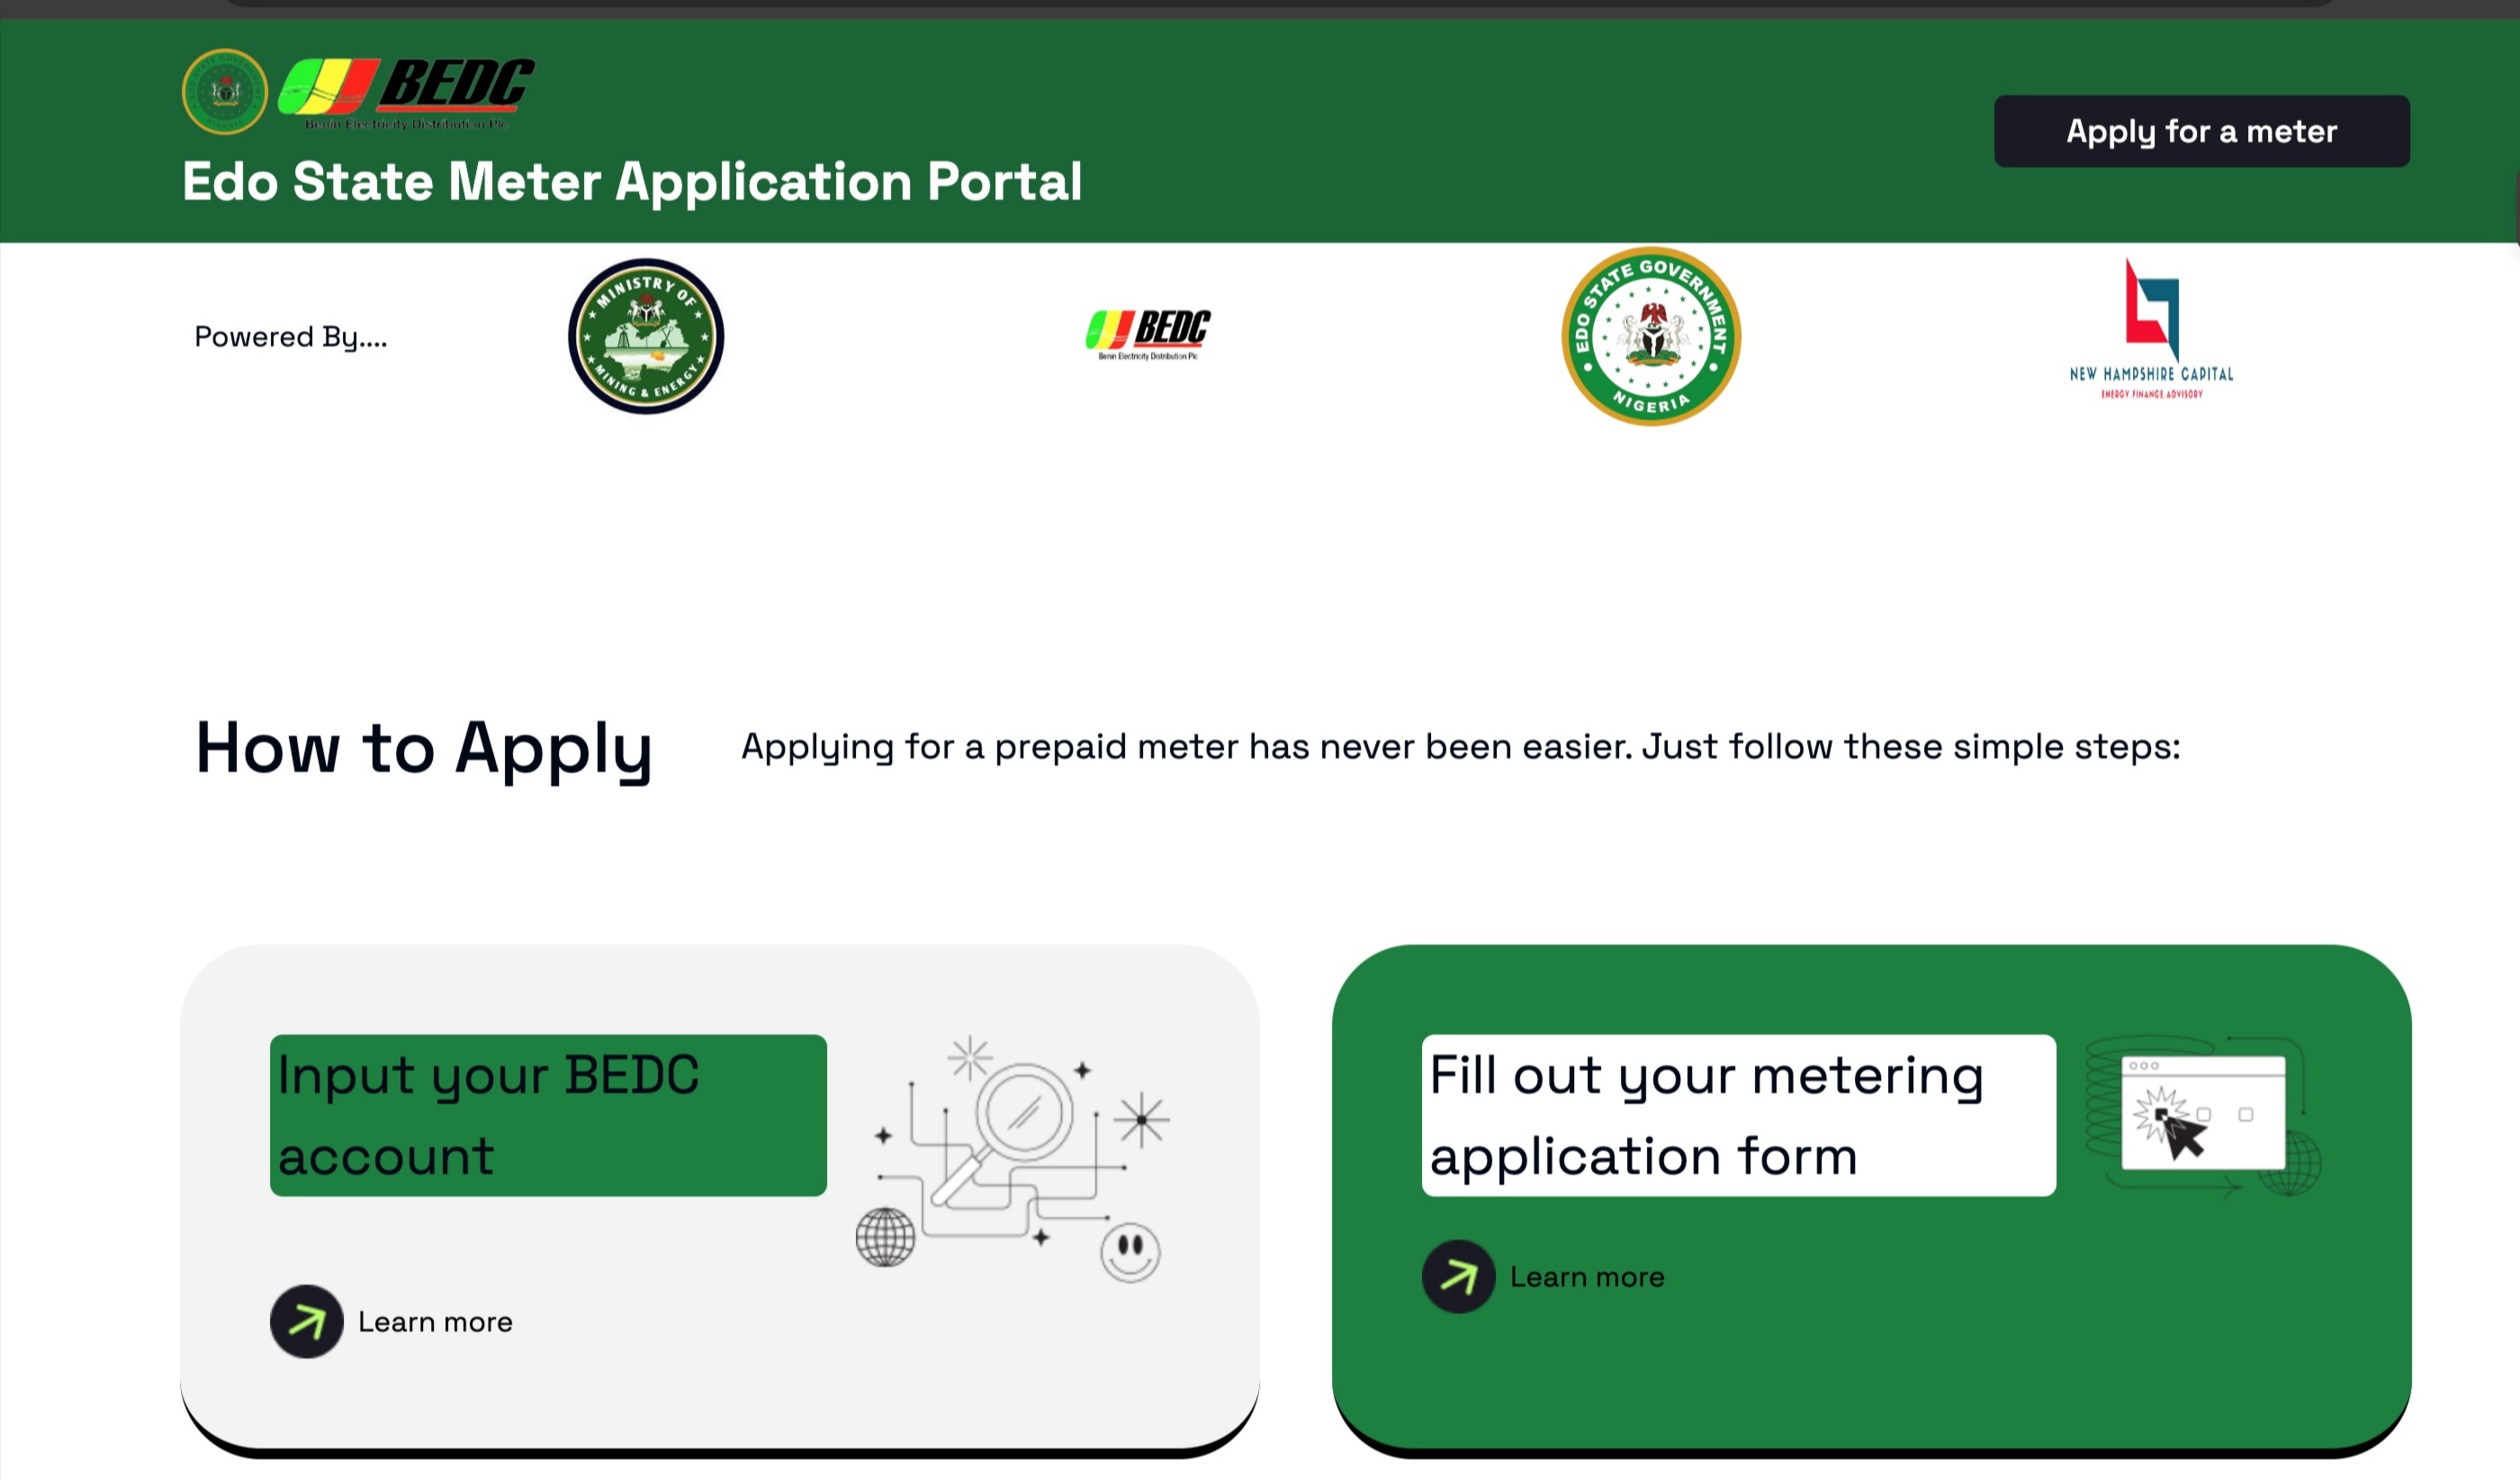 BEDC
Benin Electricity Distribution Plc
Edo State Meter Application Portal
Apply for a meter
Powered By....
MINISTRY OF
MINING & ENERGY
BEDC
Benin Electricity Distribution Plc
EDO STATE GOVERNMENT
NIGERIA
NEW HAMPSHIRE CAPITAL
ENERGY FINANCE ADVISORY
How to Apply
Applying for a prepaid meter has never been easier. Just follow these simple steps:
Input your BEDC
account
Learn more
Fill out your metering
application form
Learn more